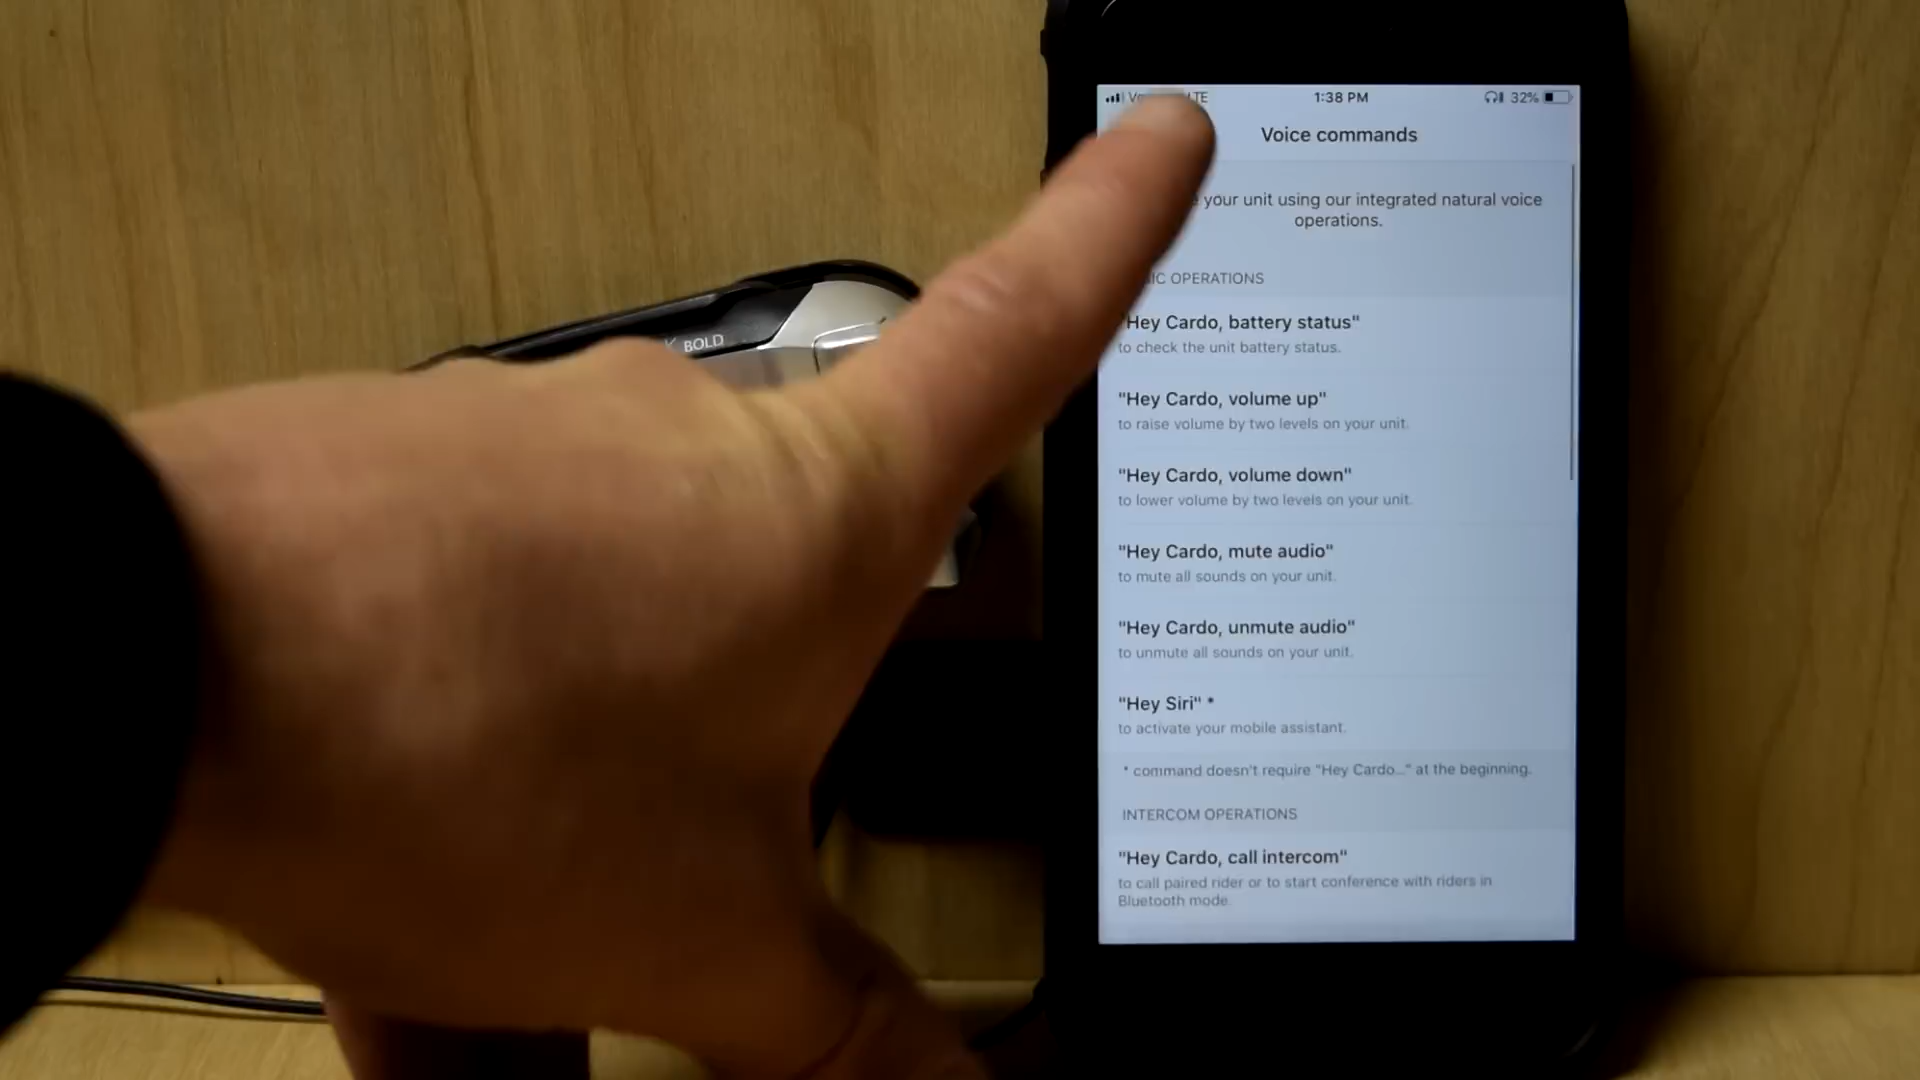 1:38 PM 32%
Voice commands
your unit using our integrated natural voice
operations.
OPERATIONS
"Hey Cardo, battery status"
to check the unit battery status.
"Hey Cardo, volume up"
to raise volume by two levels on your unit.
"Hey Cardo, volume down"
to lower volume by two levels on your unit.
"Hey Cardo, mute audio"
to mute all sounds on your unit.
"Hey Cardo, unmute audio"
to unmute all sounds on your unit.
"Hey Siri" *
to activate your mobile assistant.
* command doesn't require "Hey Cardo..." at the beginning.
INTERCOM OPERATIONS
"Hey Cardo, call intercom"
to call paired rider or to start conference with riders in
Bluetooth mode.
BOLD